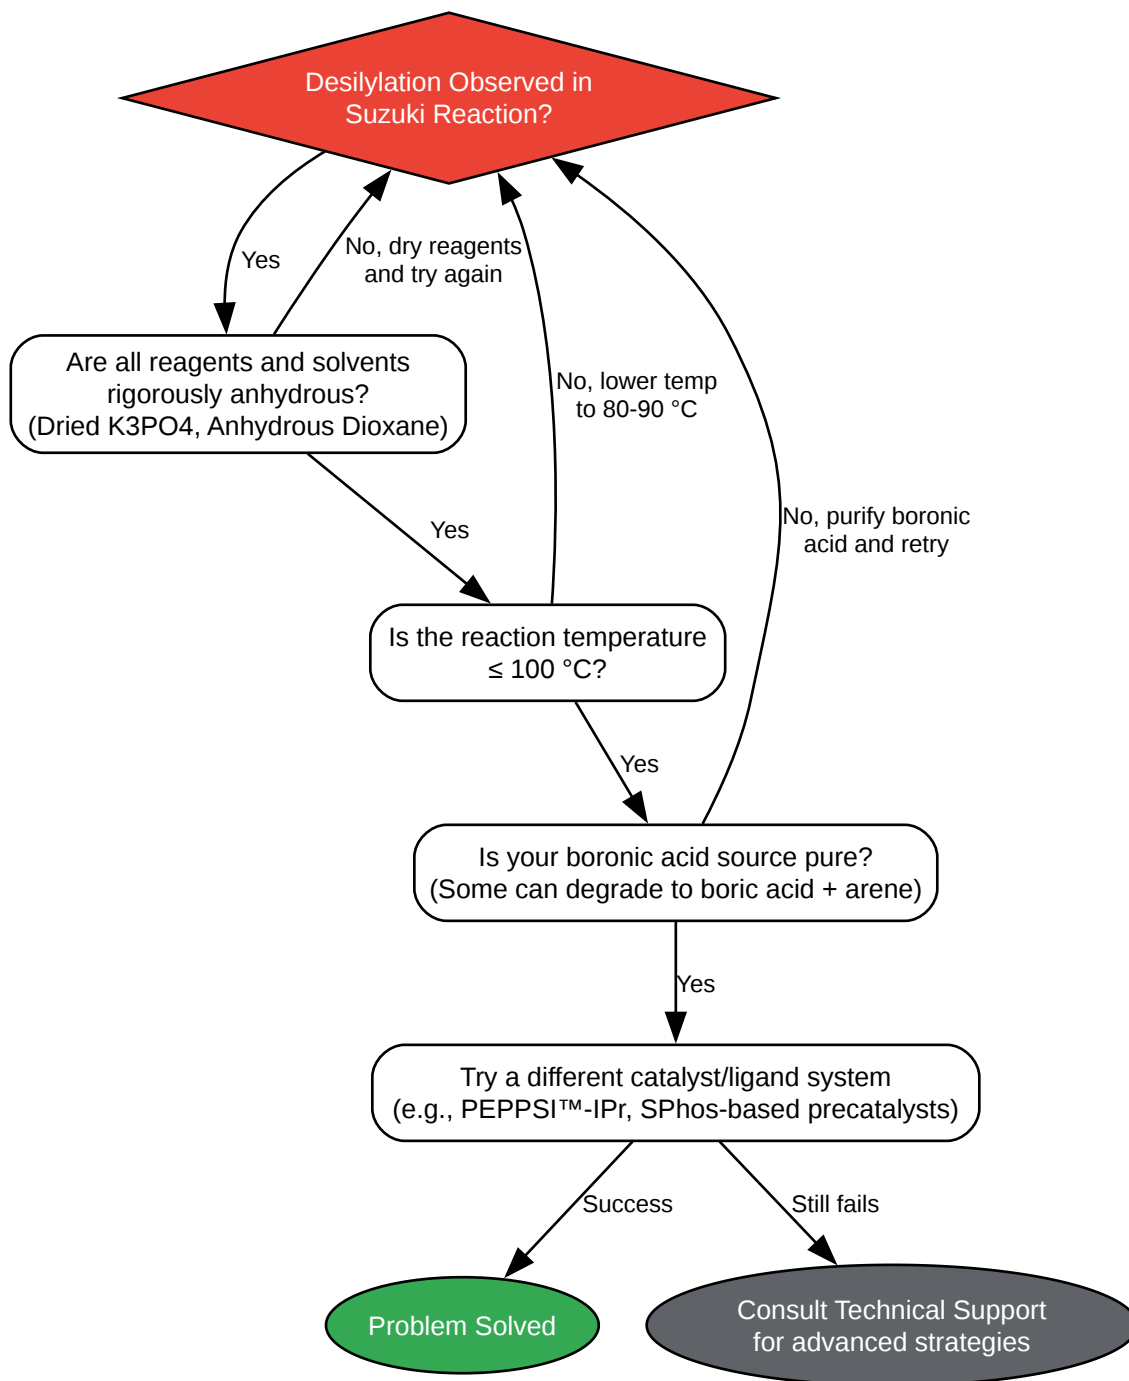 Desilylation Observed in
Suzuki Reaction?
Yes
No, dry reagents
and try again
Are all reagents and solvents
rigorously anhydrous?
(Dried K3PO4, Anhydrous Dioxane)
No, lower temp
to 80-90 °C
Yes
No, purify boronic
acid and retry
Is the reaction temperature
≤ 100 °C?
Yes
Is your boronic acid source pure?
(Some can degrade to boric acid + arene)
Yes
Try a different catalyst/ligand system
(e.g., PEPPSI™-IPr, SPhos-based precatalysts)
Success
Still fails
Problem Solved
Consult Technical Support
for advanced strategies